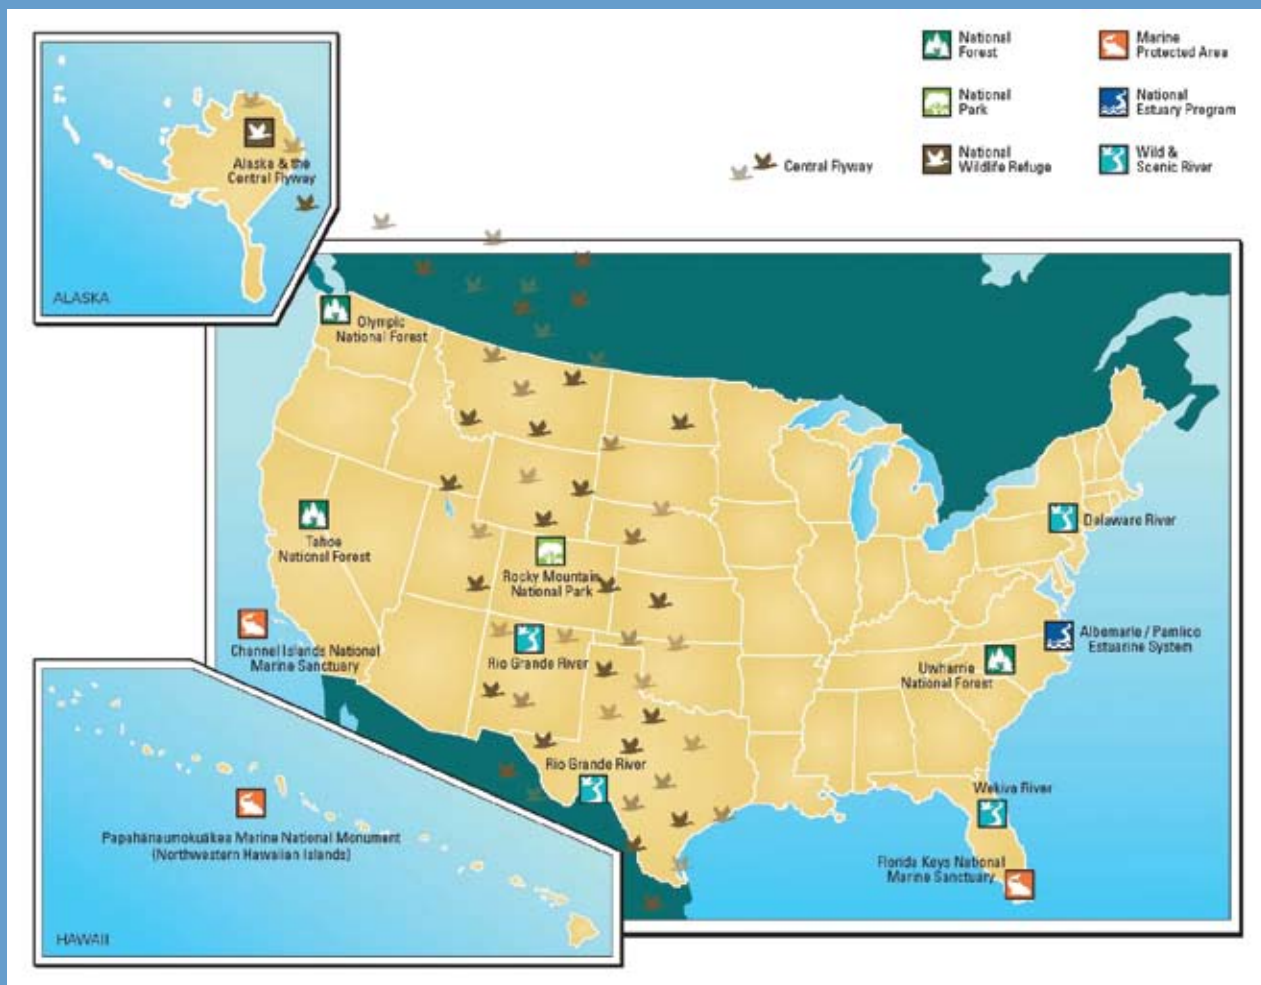 National
Forest
Marine
Protected Area
National
Park
National
Estuary Program
Central Flyway
National
Wildlife Refuge
Wild &
Scenic River
Alaska & the
Central Flyway
ALASKA
Olympic
National Forest
Tahoe
National Forest
Rocky Mountain
National Park
Delaware River
Channel Islands National
Marine Sanctuary
Rio Grande River
Albemarle / Pamlico
Estuarine System
Uwharrie
National Forest
Rio Grande River
Wekiva River
Papahānaumokuākea Marine National Monument
(Northwestern Hawaiian Islands)
Florida Keys National
Marine Sanctuary
HAWAII